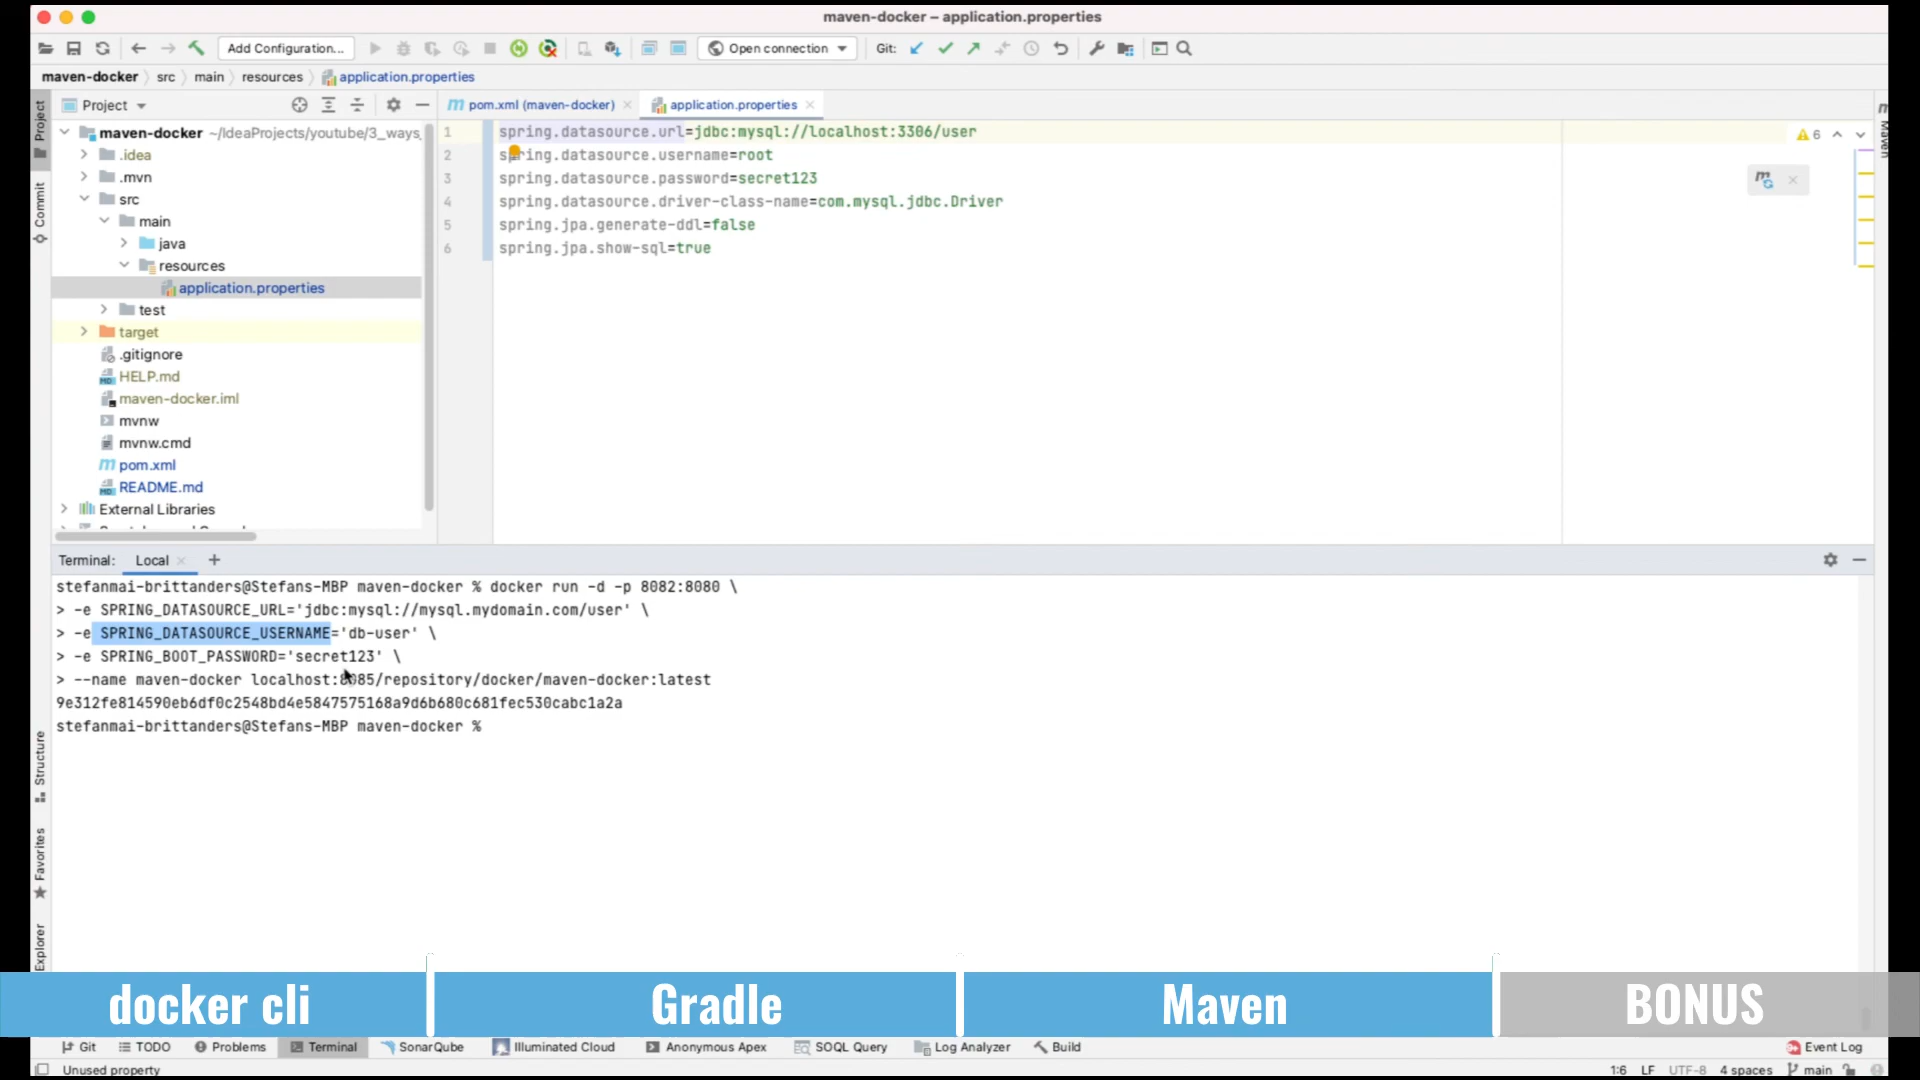 maven-docker – application.properties
Add Configuration...
Open connection
Git:
maven-docker src main resources application.properties
Project
pom.xml (maven-docker)
application.properties
maven-docker ~/IdeaProjects/youtube/3_ways_
.idea
.mvn
src
main
java
resources
application.properties
test
target
.gitignore
HELP.md
maven-docker.iml
mvnw
mvnw.cmd
pom.xml
README.md
External Libraries
1 spring.datasource.url=jdbc:mysql://localhost:3306/user
2 spring.datasource.username=root
3 spring.datasource.password=secret123
4 spring.datasource.driver-class-name=com.mysql.jdbc.Driver
5 spring.jpa.generate-ddl=false
6 spring.jpa.show-sql=true
6
Project
Commit
Structure
Favorites
Explorer
Maven
Terminal: Local
stefanmai-brittanders@Stefans-MBP maven-docker % docker run -d -p 8082:8080 \
> -e SPRING_DATASOURCE_URL='jdbc:mysql://mysql.mydomain.com/user' \
> -e SPRING_DATASOURCE_USERNAME='db-user' \
> -e SPRING_BOOT_PASSWORD='secret123' \
> --name maven-docker localhost:8085/repository/docker/maven-docker:latest
9e312fe814590eb6df0c2548bd4e5847575168a9d6b680c681fec530cabc1a2a
stefanmai-brittanders@Stefans-MBP maven-docker %
docker cli
Gradle
Maven
BONUS
Git TODO Problems Terminal SonarQube Illuminated Cloud Anonymous Apex SOQL Query Log Analyzer Build Event Log
Unused property 1:6 LF UTF-8 4 spaces main